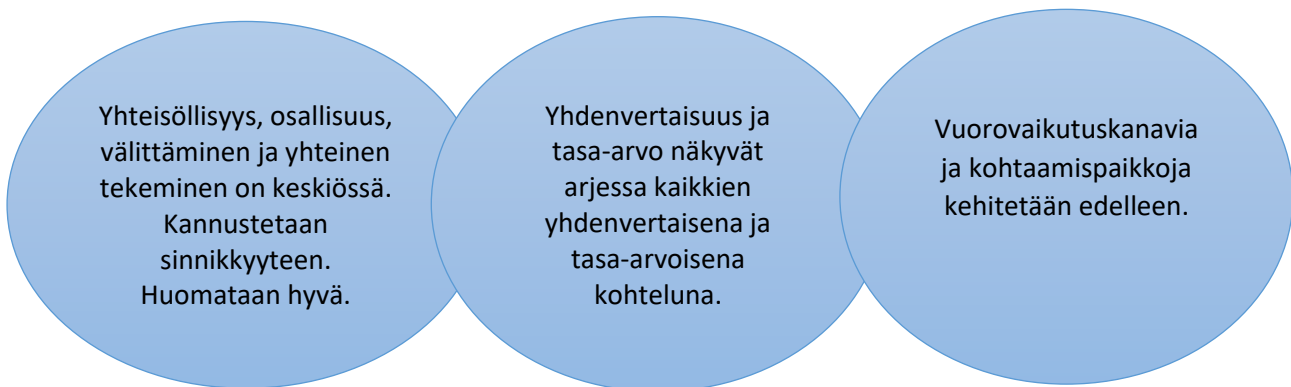 Yhteisöllisyys, osallisuus,
välittäminen ja yhteinen
tekeminen on keskiössä.
Kannustetaan
sinnikkyyteen.
Huomataan hyvä.
Yhdenvertaisuus ja
tasa-arvo näkyvät
arjessa kaikkien
yhdenvertaisena ja
tasa-arvoisena
kohteluna.
Vuorovaikutuskanavia
ja kohtaamispaikkoja
kehitetään edelleen.